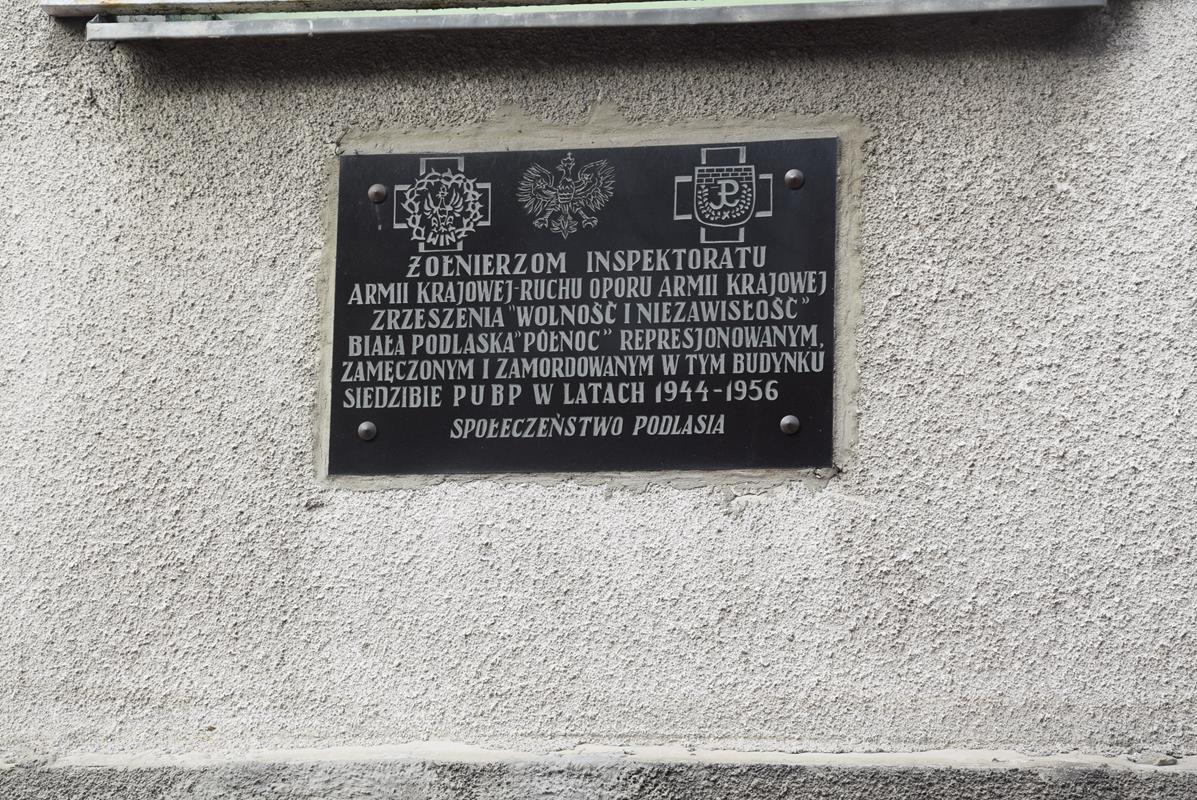 WIN
ŻOŁNIERZOM INSPEKTORATU
ARMII KRAJOWEJ-RUCHU OPORU ARMII KRAJOWEJ
ZRZESZENIA "WOLNOŚĆ I NIEZAWISŁOŚĆ"
BIAŁA PODLASKA "PÓŁNOC" REPRESJONOWANYM,
ZAMĘCZONYM I ZAMORDOWANYM W TYM BUDYNKU
SIEDZIBIE PUBP W LATACH 1944-1956
SPOŁECZEŃSTWO PODLASIA